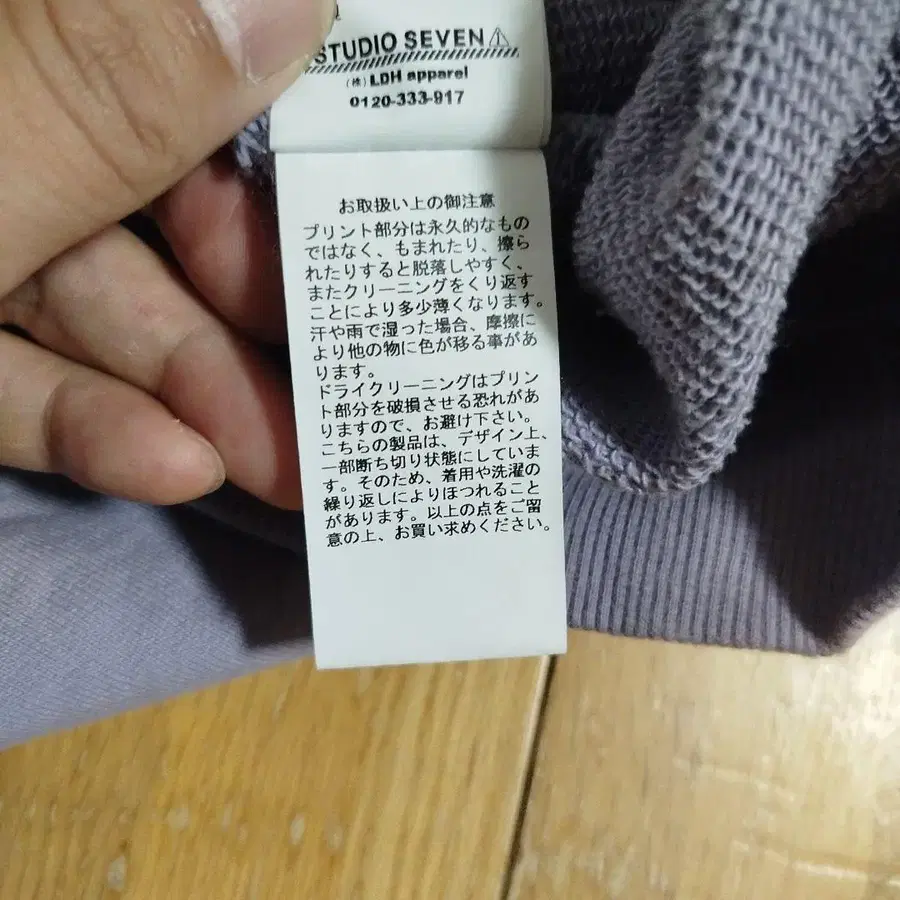 STUDIO SEVEN
(株) LDH apparel
0120-333-917
お取扱い上の御注意
プリント部分は永久的なもの
ではなく、もまれたり、擦ら
れたりすると脱落しやすく、
またクリーニングをくり返す
ことにより多少薄くなります。
汗や雨で湿った場合、摩擦に
より他の物に色が移る事があ
ります。
ドライクリーニングはプリン
ト部分を破損させる恐れがあ
りますので、お避け下さい。
こちらの製品は、デザイン上、
一部断ち切り状態にしていま
す。そのため、着用や洗濯の
繰り返しによりほつれること
があります。以上の点をご留
意の上、お買い求めください。